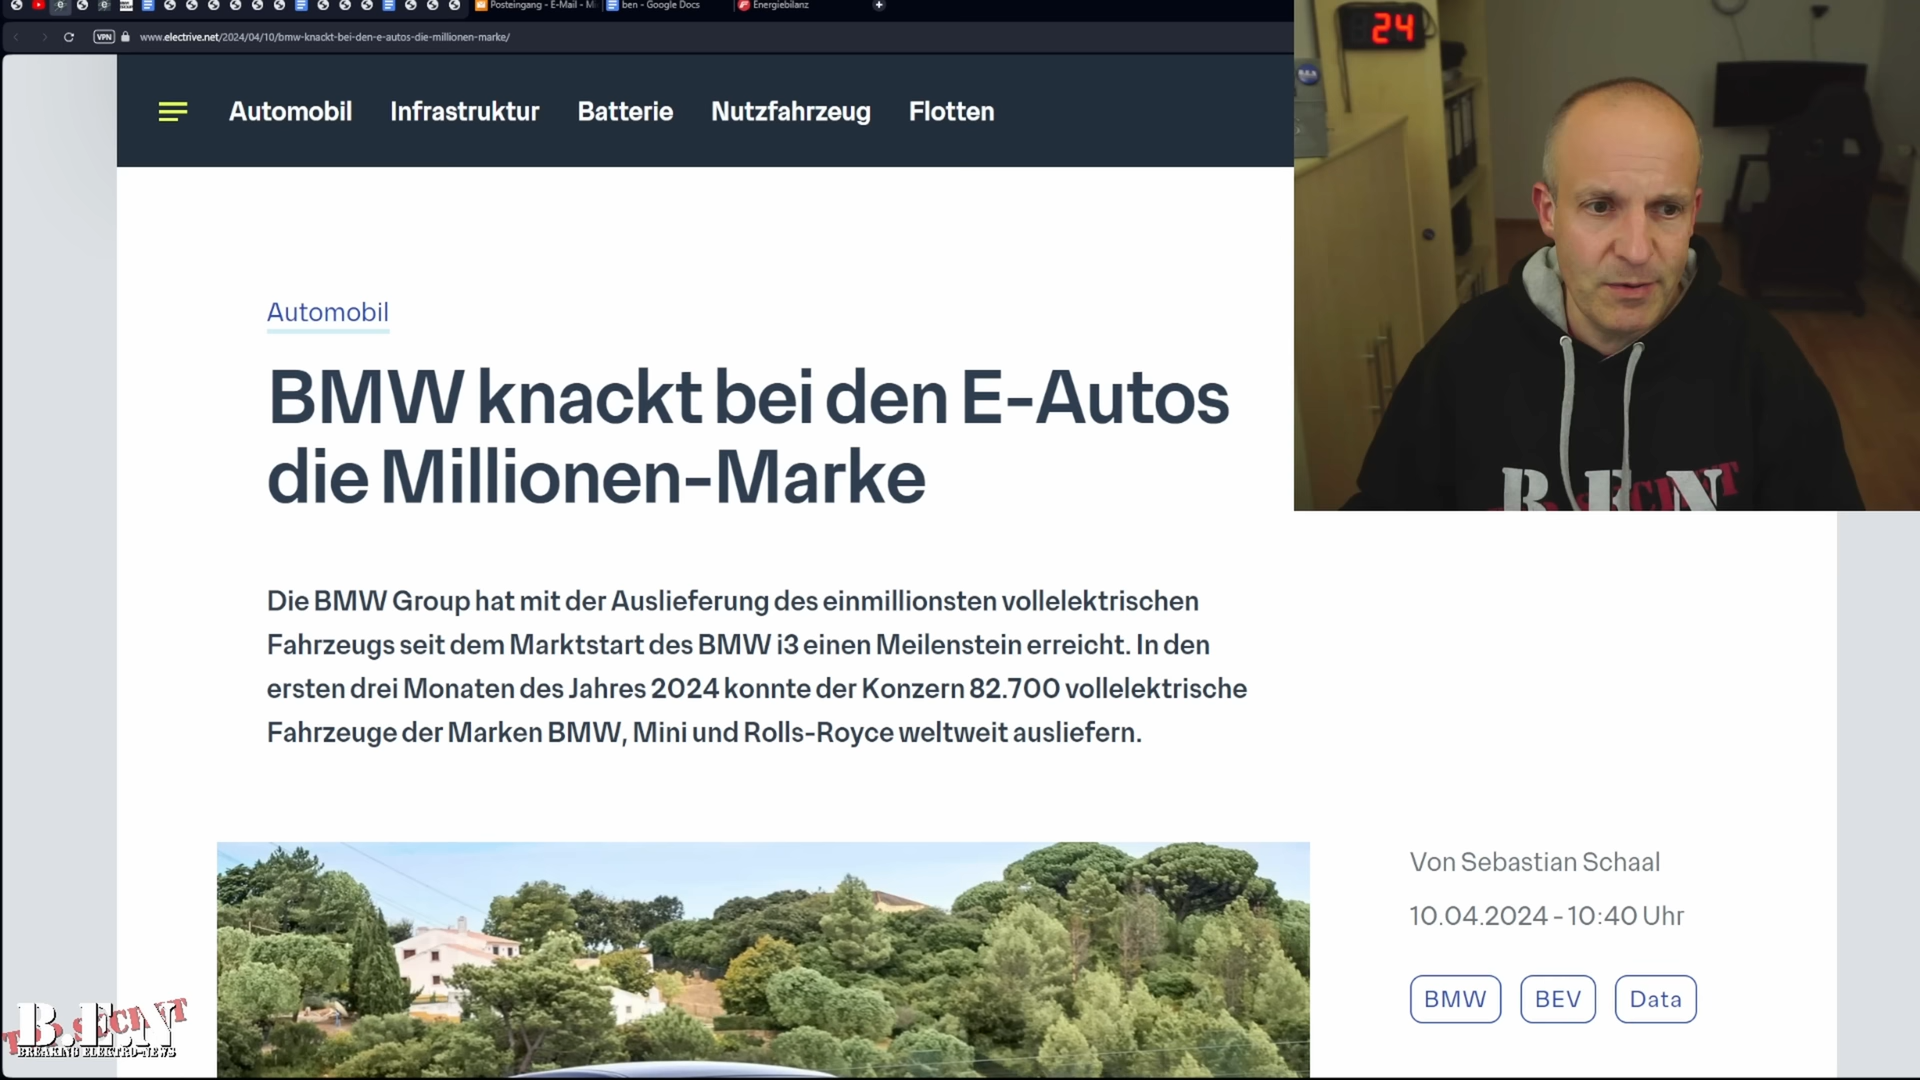 Posteingang - E-Mail - M
ben - Google Docs
Energiebilanz
VPN
www.electrive.net/2024/04/10/bmw-knackt-bei-den-e-autos-die-millionen-marke/
24
Automobil
Infrastruktur
Batterie
Nutzfahrzeug
Flotten
Automobil
BMW knackt bei den E-Autos
die Millionen-Marke
Die BMW Group hat mit der Auslieferung des einmillionsten vollelektrischen
Fahrzeugs seit dem Marktstart des BMW i3 einen Meilenstein erreicht. In den
ersten drei Monaten des Jahres 2024 konnte der Konzern 82.700 vollelektrische
Fahrzeuge der Marken BMW, Mini und Rolls-Royce weltweit ausliefern.
B.E.N
Von Sebastian Schaal
10.04.2024 - 10:40 Uhr
BMW
BEV
Data
TOP SECRET
B.E.N
BREAKING ELEKTRO-NEWS